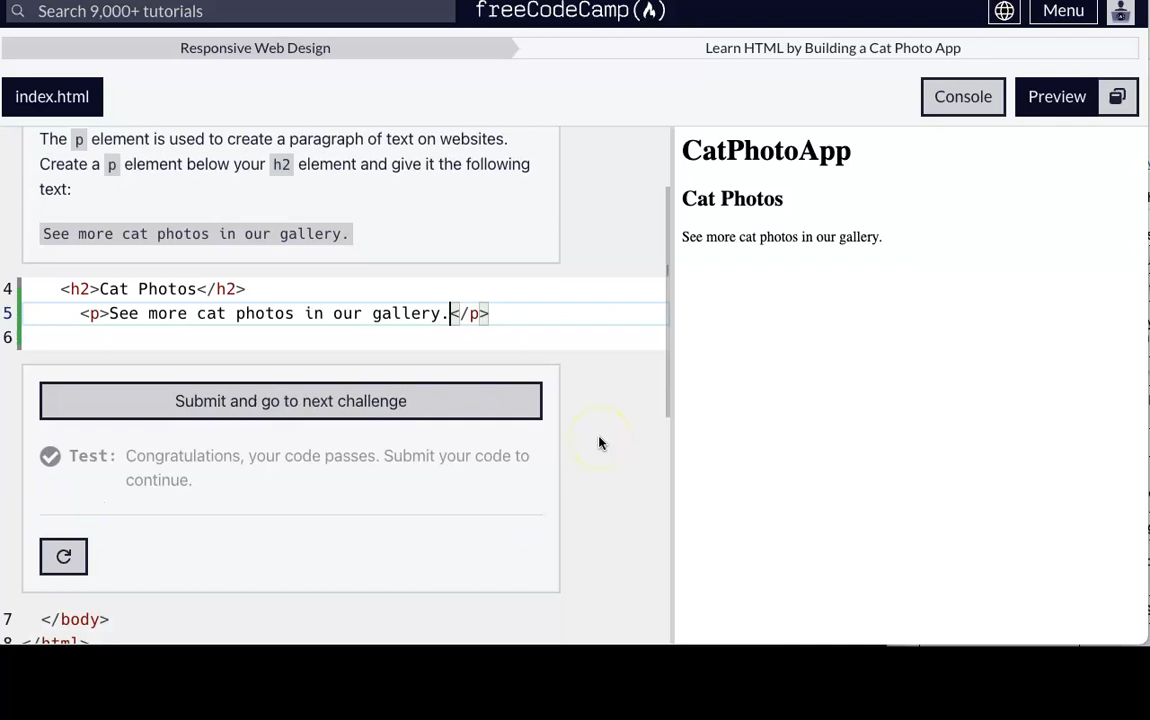 Search 9,000+ tutorials
freeCodeCamp
Menu
Responsive Web Design
Learn HTML by Building a Cat Photo App
index.html
Console
Preview
The p element is used to create a paragraph of text on websites.
Create a p element below your h2 element and give it the following
text:
See more cat photos in our gallery.
4 <h2>Cat Photos</h2>
5 <p>See more cat photos in our gallery.</p>
6
Submit and go to next challenge
Test: Congratulations, your code passes. Submit your code to
continue.
7 </body>
8 </html>
CatPhotoApp
Cat Photos
See more cat photos in our gallery.